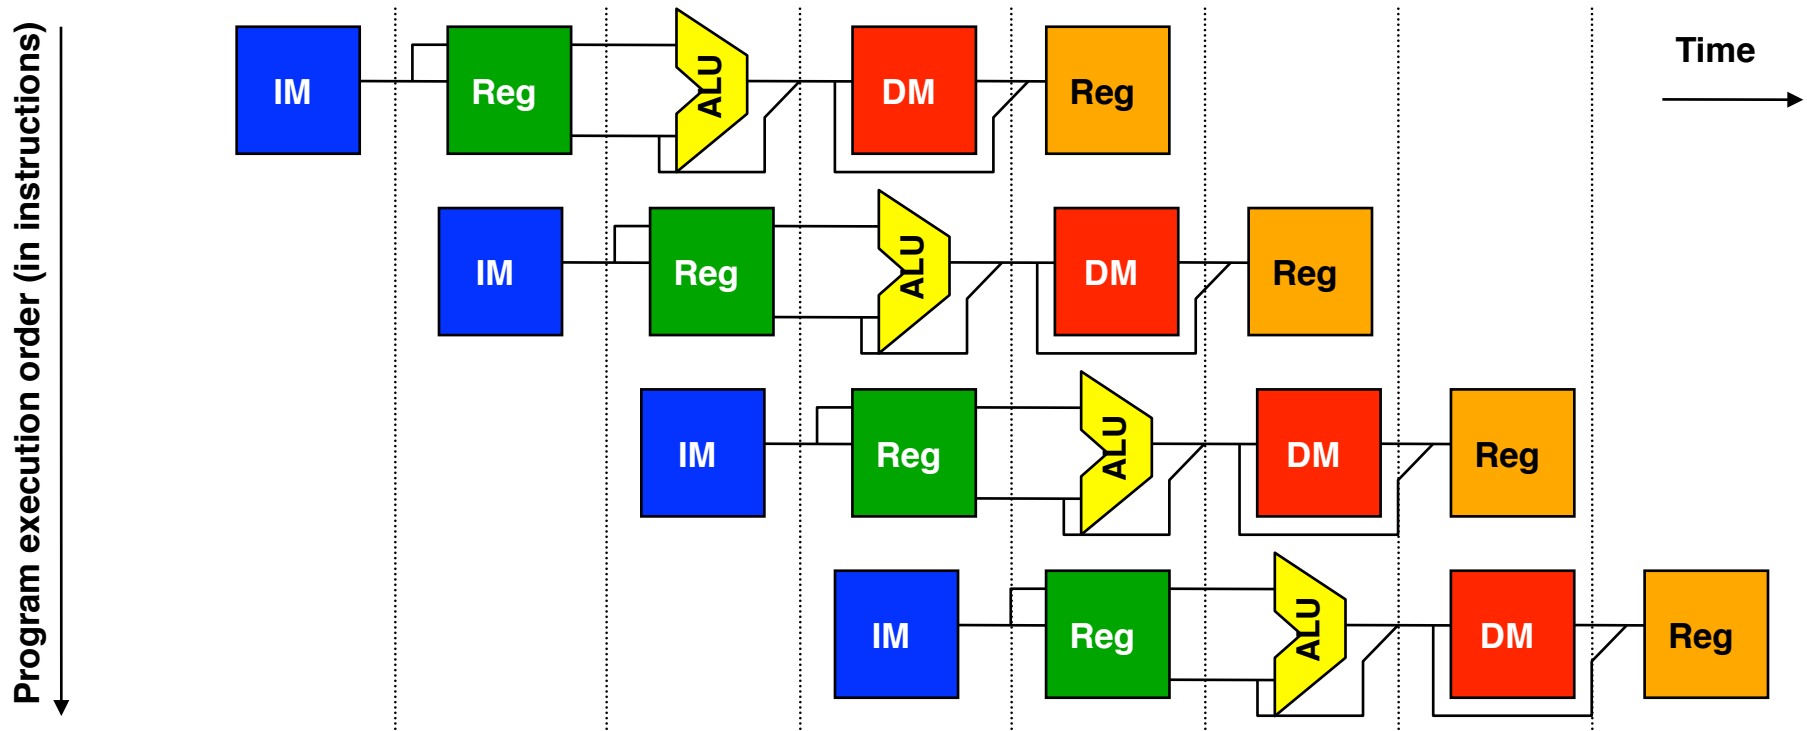 Program execution order (in instructions)
Time
IM
Reg
ALU
DM
Reg
IM
Reg
ALU
DM
Reg
IM
Reg
ALU
DM
Reg
IM
Reg
ALU
DM
Reg